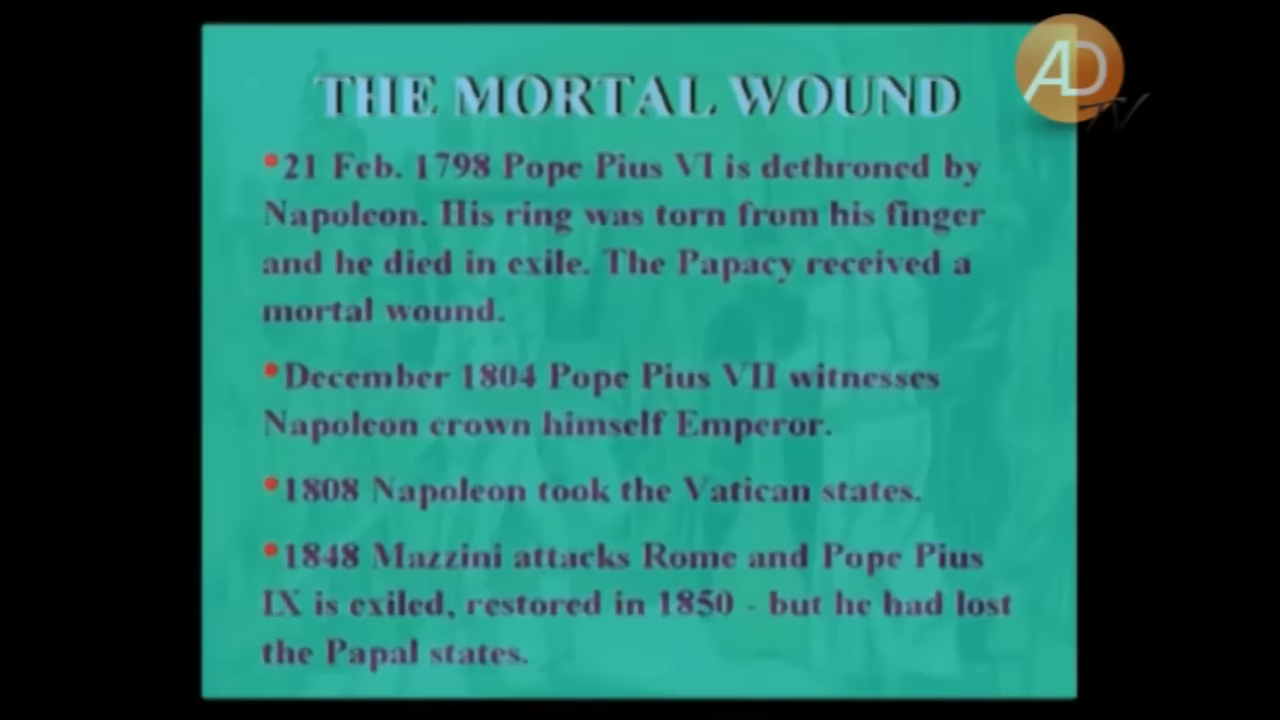 AD
TV
THE MORTAL WOUND
•21 Feb. 1798 Pope Pius VI is dethroned by
Napoleon. His ring was torn from his finger
and he died in exile. The Papacy received a
mortal wound.
•December 1804 Pope Pius VII witnesses
Napoleon crown himself Emperor.
•1808 Napoleon took the Vatican states.
•1848 Mazzini attacks Rome and Pope Pius
IX is exiled, restored in 1850 - but he had lost
the Papal states.